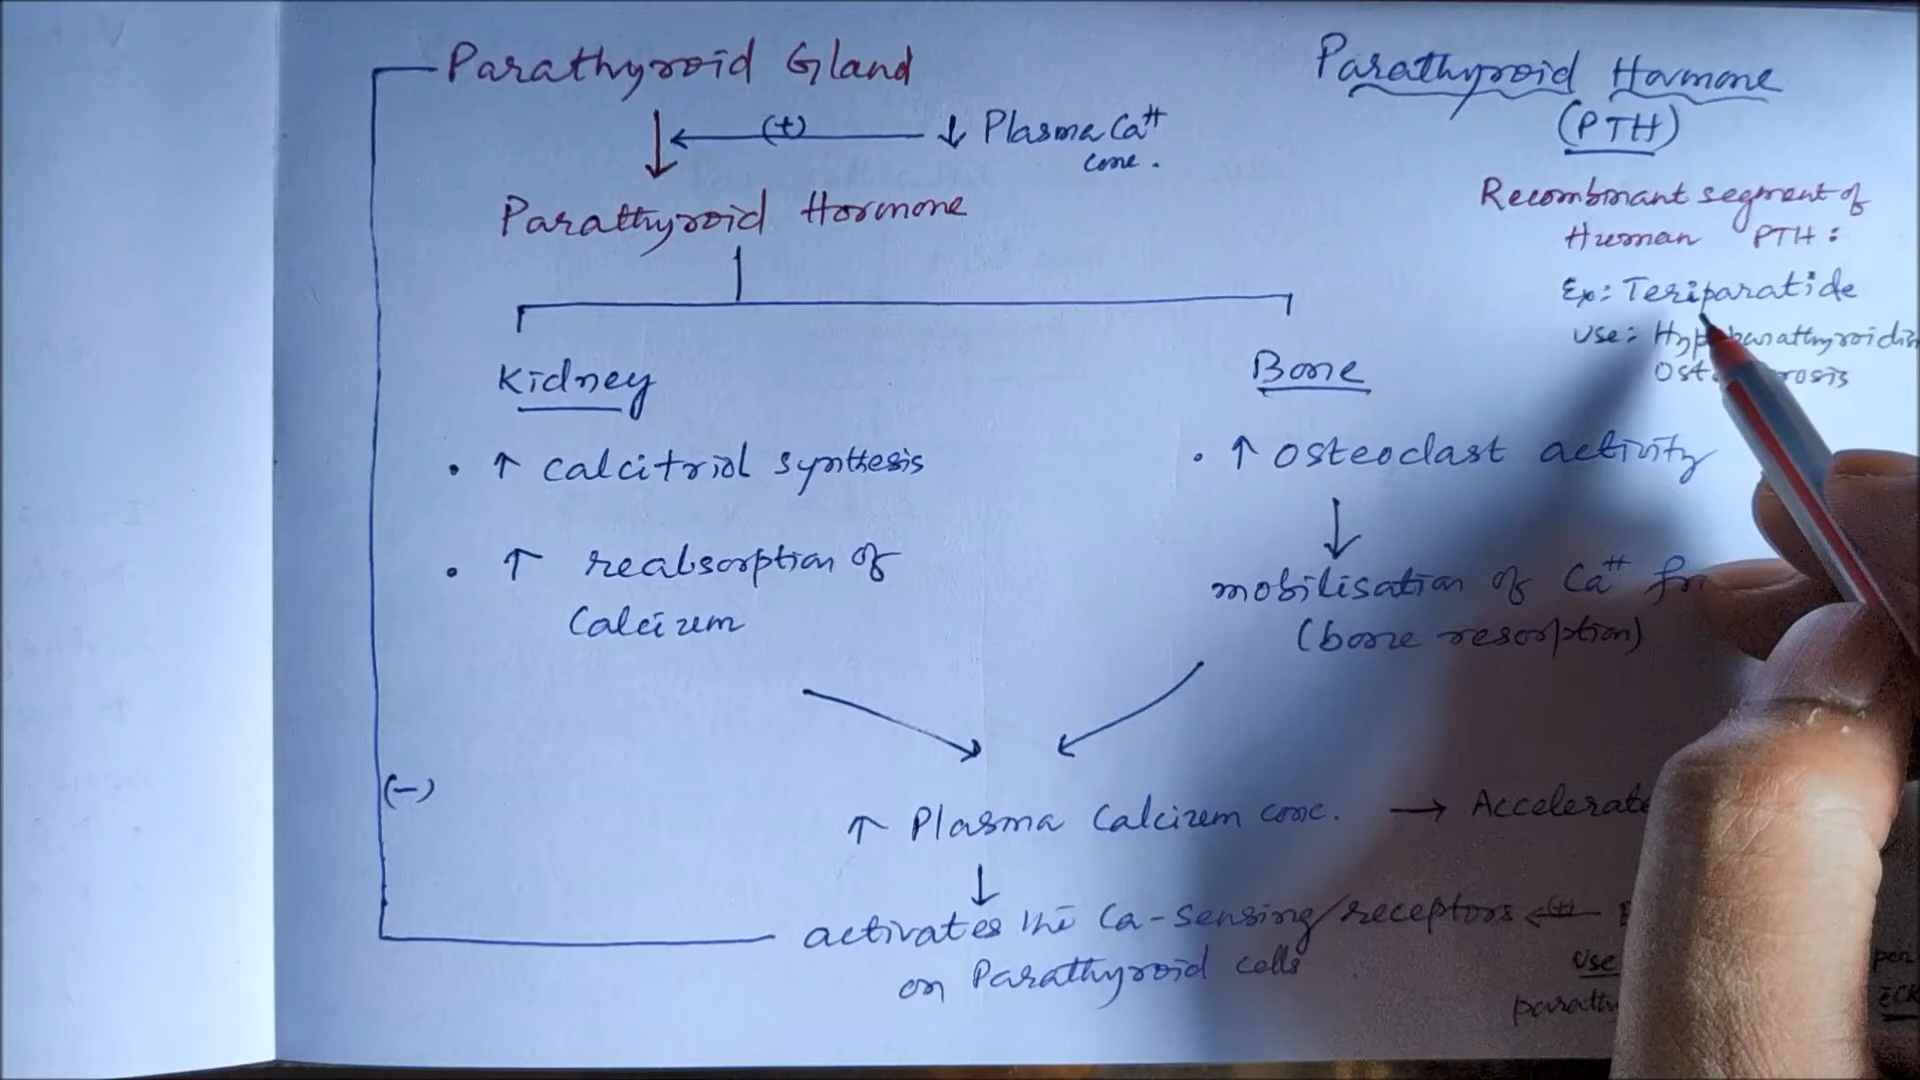 Parathyroid Gland
(+)
↓ Plasma Ca++
conc.
Parathyroid Hormone
Kidney
• ↑ calcitriol synthesis
• ↑ reabsorption of
Calcium
Bone
• ↑ osteoclast activity
mobilisation of Ca++
(bone resorption)
↑ Plasma Calcium conc. → Accelerate
activates the Ca-sensing/receptors ← (+)
on Parathyroid cells
(-)
Parathyroid Hormone
(PTH)
Recombinant segment of
Human PTH:
Ex: Teriparatide
Use:
Use